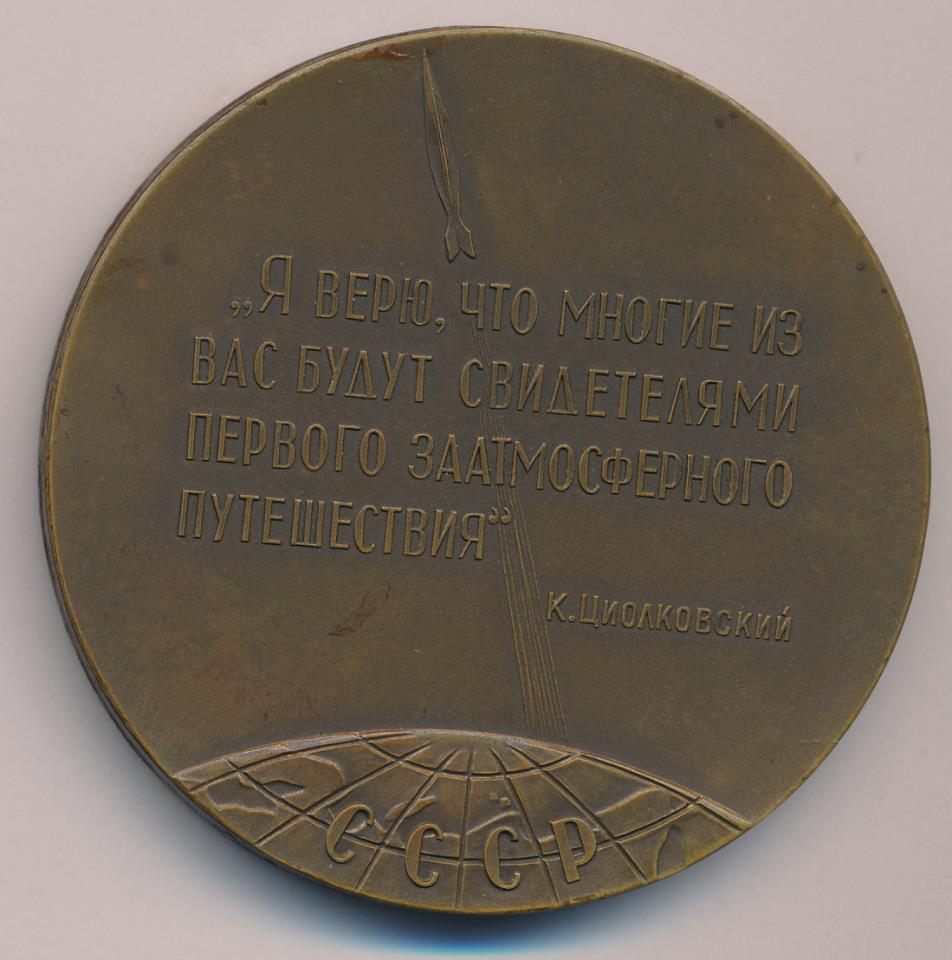 „Я ВЕРЮ, ЧТО МНОГИЕ ИЗ
ВАС БУДУТ СВИДЕТЕЛЯМИ
ПЕРВОГО ЗААТМОСФЕРНОГО
ПУТЕШЕСТВИЯ“
К. ЦИОЛКОВСКИЙ
СССР